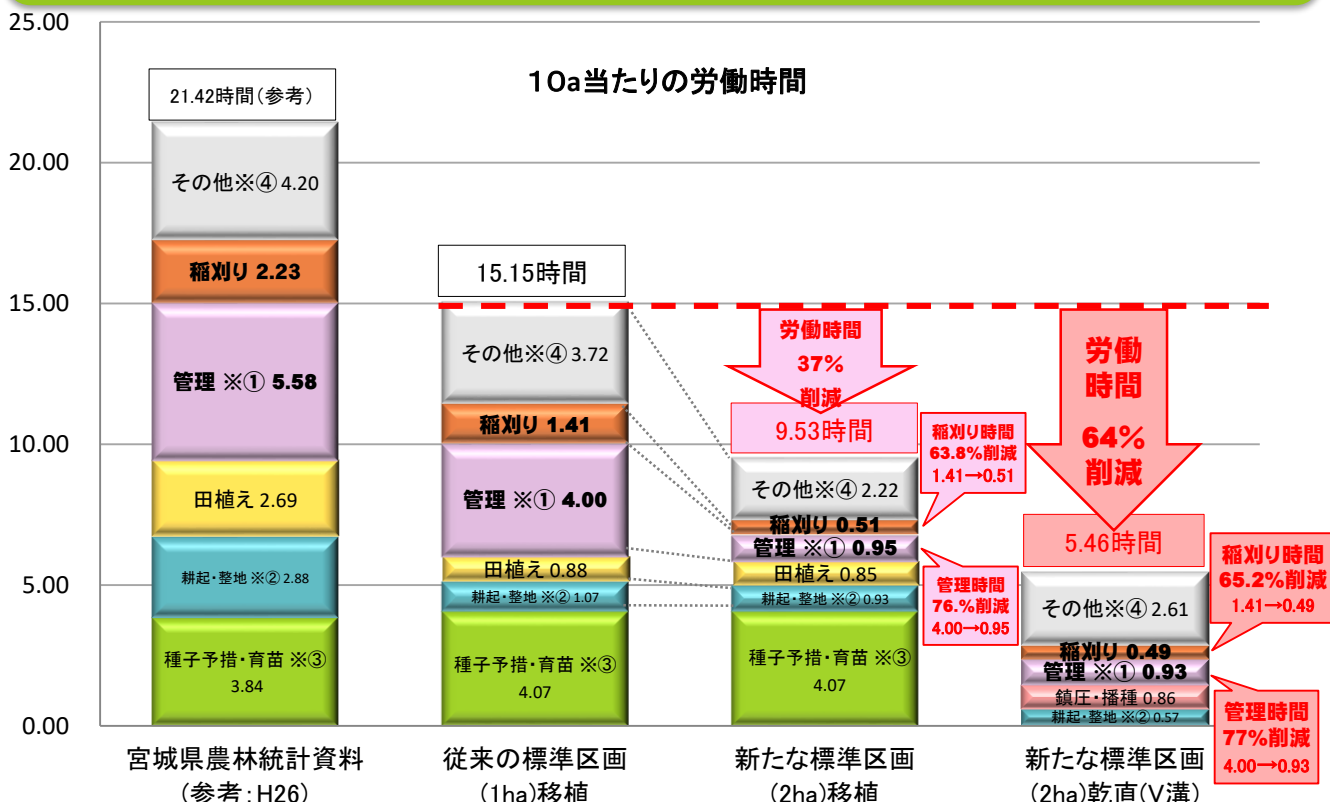 10a当たりの労働時間
25.00
20.00
15.00
10.00
5.00
0.00
21.42時間(参考)
その他※④ 4.20
稲刈り 2.23
管理 ※① 5.58
田植え 2.69
耕起・整地 ※② 2.88
種子予措・育苗 ※③
3.84
宮城県農林統計資料
(参考:H26)
15.15時間
その他※④ 3.72
稲刈り 1.41
管理 ※① 4.00
田植え 0.88
耕起・整地 ※② 1.07
種子予措・育苗 ※③
4.07
従来の標準区画
(1ha)移植
労働時間
37%
削減
9.53時間
その他※④ 2.22
稲刈り 0.51
管理 ※① 0.95
田植え 0.85
耕起・整地 ※② 0.93
種子予措・育苗 ※③
4.07
稲刈り時間
63.8%削減
1.41→0.51
管理時間
76.%削減
4.00→0.95
新たな標準区画
(2ha)移植
労働
時間
64%
削減
5.46時間
その他※④ 2.61
稲刈り 0.49
管理 ※① 0.93
鎮圧・播種 0.86
耕起・整地 ※② 0.57
稲刈り時間
65.2%削減
1.41→0.49
管理時間
77%削減
4.00→0.93
新たな標準区画
(2ha)乾直(V溝)